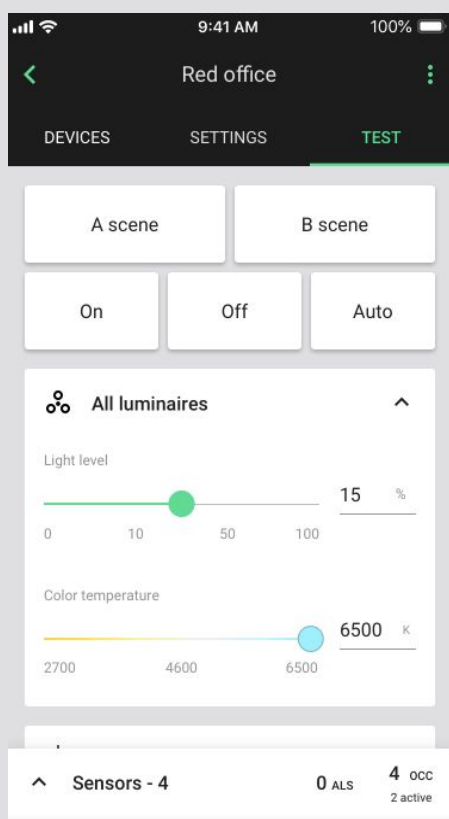 9:41 AM 100%
Red office
DEVICES SETTINGS TEST
A scene B scene
On Off Auto
All luminaires
Light level
15 %
0 10 50 100
Color temperature
6500 K
2700 4600 6500
Sensors - 4 0 ALS 4 OCC
2 active